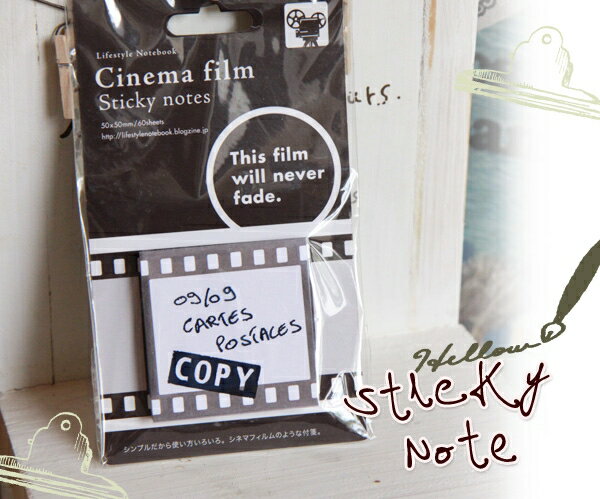 Lifestyle Notebook
Cinema film
Sticky notes
50×50mm/60sheets
http://lifestylenotebook.blogzine.jp
urs.
This film
will never
fade.
09/09
CARTES
POSTALES
COPY
シンプルだから使い方いろいろ。シネマフィルムのような付箋。
Hellow
Sticky
Note